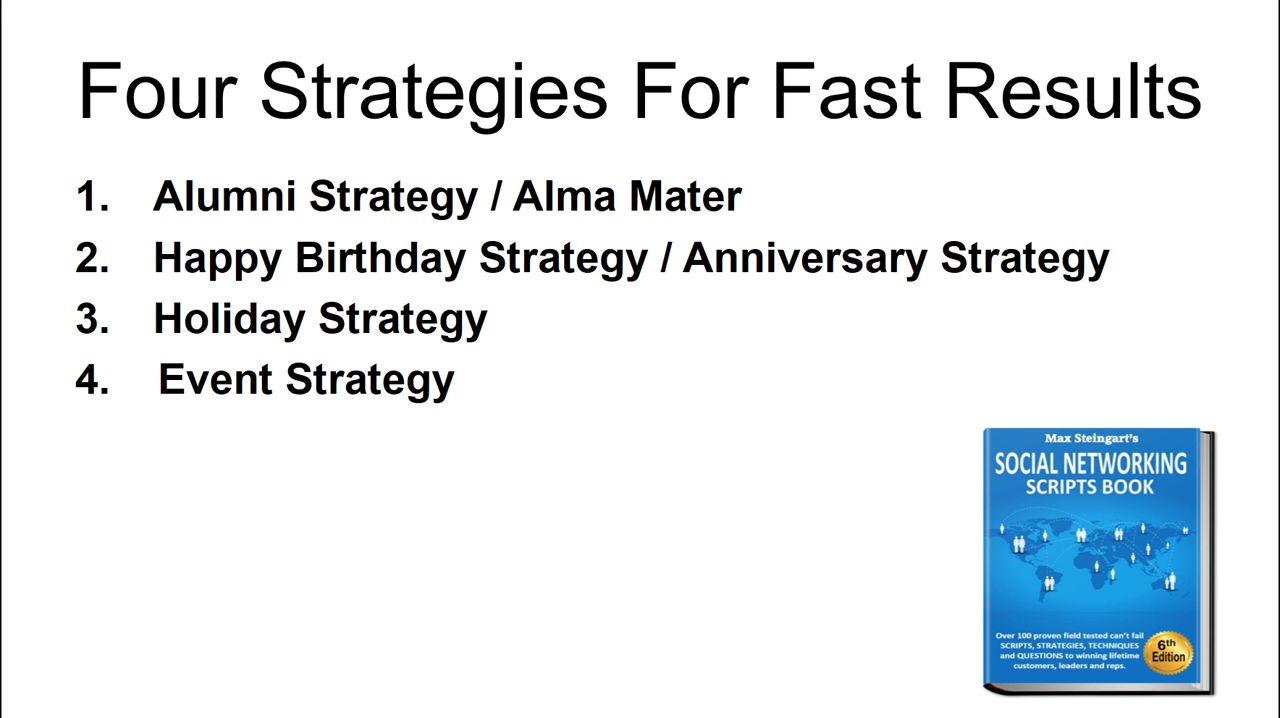 Four Strategies For Fast Results
1. Alumni Strategy / Alma Mater
2. Happy Birthday Strategy / Anniversary Strategy
3. Holiday Strategy
4. Event Strategy
Max Steingart's
SOCIAL NETWORKING
SCRIPTS BOOK
Over 100 proven field tested can't fail
SCRIPTS, STRATEGIES, TECHNIQUES
and QUESTIONS to winning lifetime
customers, leaders and reps.
6th
Edition